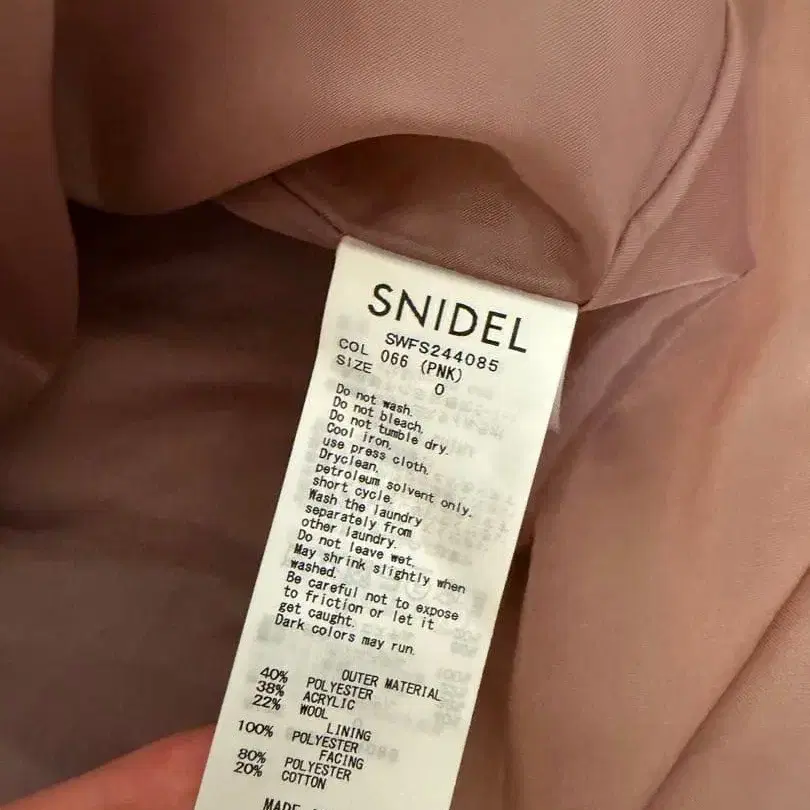 SNIDEL
SWFS244085
COL 066 (PNK)
SIZE 0
Do not wash.
Do not bleach.
Do not tumble dry.
Cool iron.
use press cloth.
Dryclean.
petroleum solvent only.
short cycle.
Wash the laundry
separately from
other laundry.
Do not leave wet.
May shrink slightly when
washed.
Be careful not to expose
to friction or let it
get caught.
Dark colors may run.
OUTER MATERIAL
40% POLYESTER
38% ACRYLIC
22% WOOL
LINING
100% POLYESTER
FACING
80% POLYESTER
20% COTTON
MADE